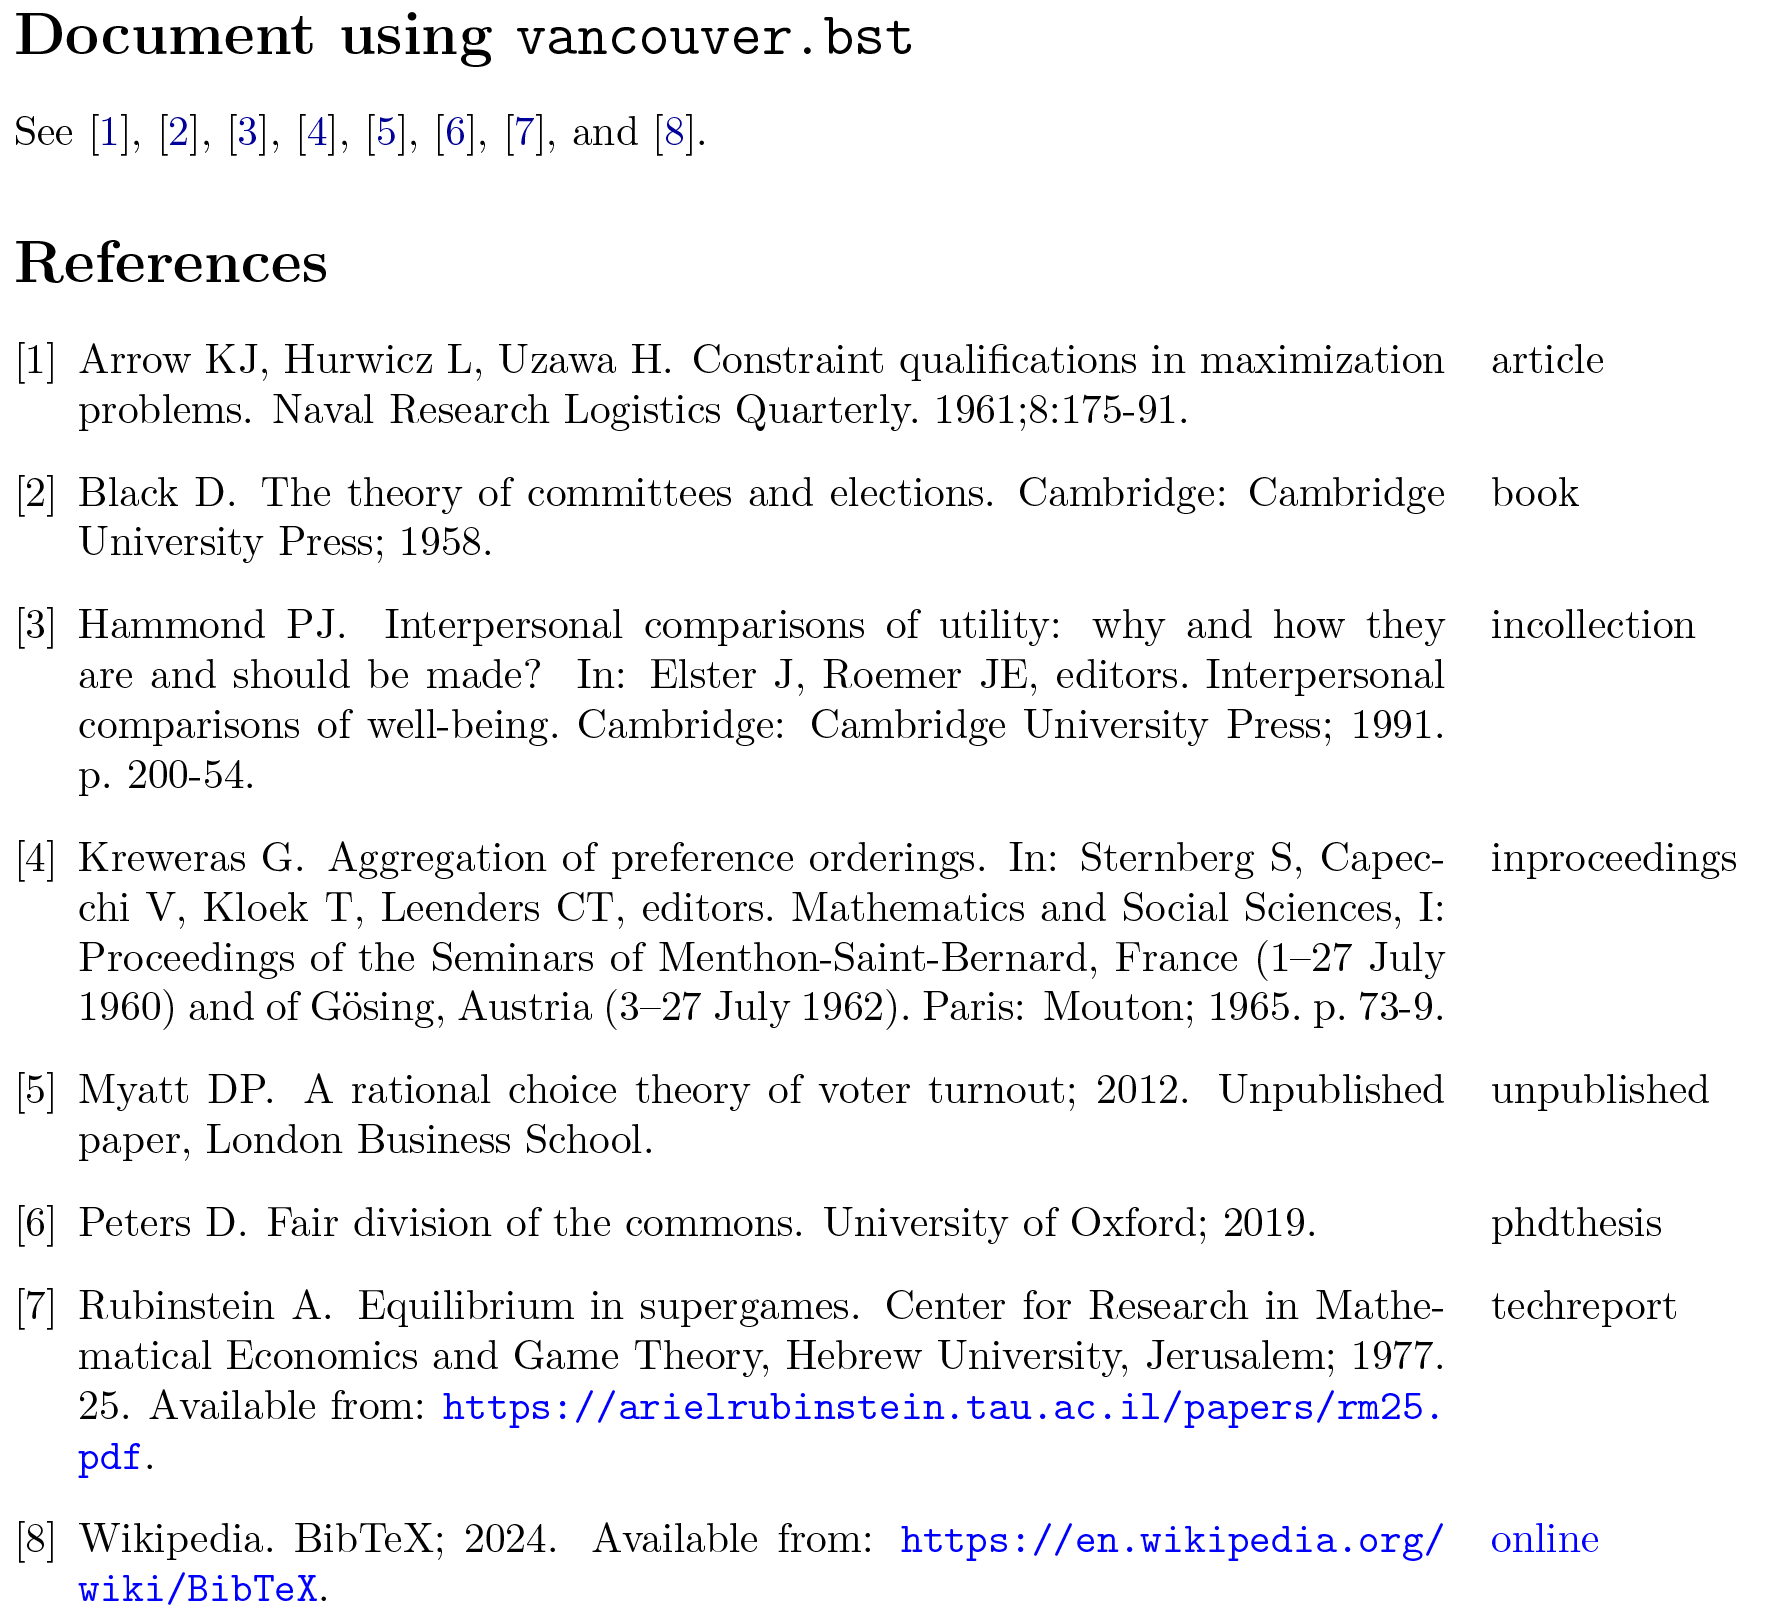 Document using vancouver.bst
See [1], [2], [3], [4], [5], [6], [7], and [8].
References
[1] Arrow KJ, Hurwicz L, Uzawa H. Constraint qualifications in maximization article
problems. Naval Research Logistics Quarterly. 1961;8:175-91.
[2] Black D. The theory of committees and elections. Cambridge: Cambridge book
University Press; 1958.
[3] Hammond PJ. Interpersonal comparisons of utility: why and how they incollection
are and should be made? In: Elster J, Roemer JE, editors. Interpersonal
comparisons of well-being. Cambridge: Cambridge University Press; 1991.
p. 200-54.
[4] Kreweras G. Aggregation of preference orderings. In: Sternberg S, Capec- inproceedings
chi V, Kloek T, Leenders CT, editors. Mathematics and Social Sciences, I:
Proceedings of the Seminars of Menthon-Saint-Bernard, France (1–27 July
1960) and of Gösing, Austria (3–27 July 1962). Paris: Mouton; 1965. p. 73-9.
[5] Myatt DP. A rational choice theory of voter turnout; 2012. Unpublished unpublished
paper, London Business School.
[6] Peters D. Fair division of the commons. University of Oxford; 2019. phdthesis
[7] Rubinstein A. Equilibrium in supergames. Center for Research in Mathe- techreport
matical Economics and Game Theory, Hebrew University, Jerusalem; 1977.
25. Available from: https://arielrubinstein.tau.ac.il/papers/rm25.
pdf.
[8] Wikipedia. BibTeX; 2024. Available from: https://en.wikipedia.org/ online
wiki/BibTeX.